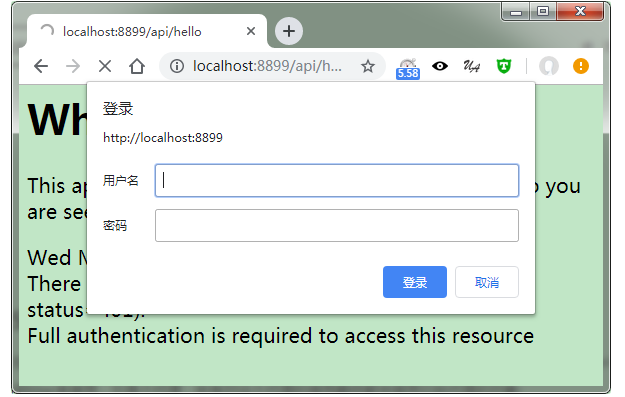 localhost:8899/api/hello
localhost:8899/api/h...
5.58
UA
登录
http://localhost:8899
用户名
密码
登录
取消
Wh
This ap
o you
are see
Wed M
There
status=401).
Full authentication is required to access this resource